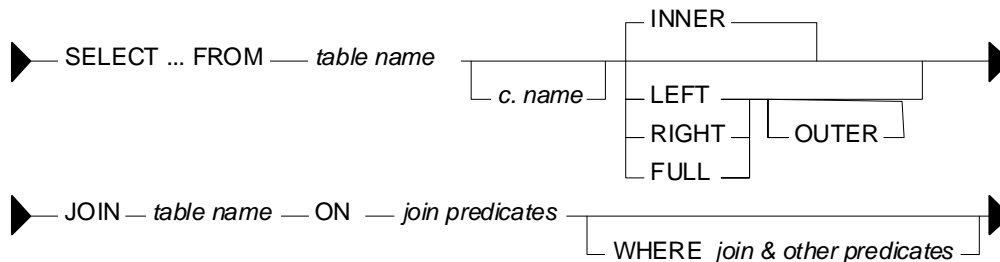 INNER
SELECT ... FROM table name
c. name
LEFT
RIGHT OUTER
FULL
JOIN table name ON join predicates
WHERE join & other predicates